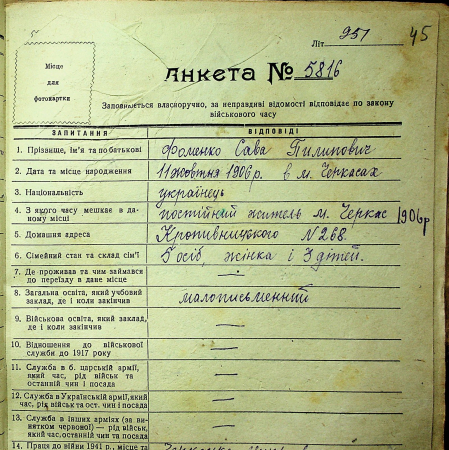 Літ 951 45
Місце
для
фотокартки
АНКЕТА № 5816
Заповнюється власноручно, за неправдиві відомості відповідає по закону
військового часу
ЗАПИТАННЯ ВІДПОВІДІ
1. Прізвище, ім'я та по батькові Фоменко Сава Пилипович
2. Дата та місце народження 11 жовтня 1906 р. в м. Черкасах
3. Національність українець
4. З якого часу мешкає в да-
ному місці постійний житель м. Черкас 1906 р
5. Домашня адреса Кропивницького № 268.
6. Сімейний стан та склад сім'ї 5 осіб, жінка і 3 дітей.
7. Де проживав та чим займався
до переїзду в дане місце —
8. Загальна освіта, який учбовий
заклад, де і коли закінчив малописьменний
9. Військова освіта, який заклад,
де і коли закінчив —
10. Відношення до військової
служби до 1917 року —
11. Служба в б. царській армії,
який час, рід військ та
останній чин і посада —
12. Служба в Українській армії, який
час, рід військ та ост. чин і посада —
13. Служба в інших арміях (за ви-
нятком червоної) — рід військ,
який час, останній чин та посада —
14. Праця до війни 1941 р., місце та